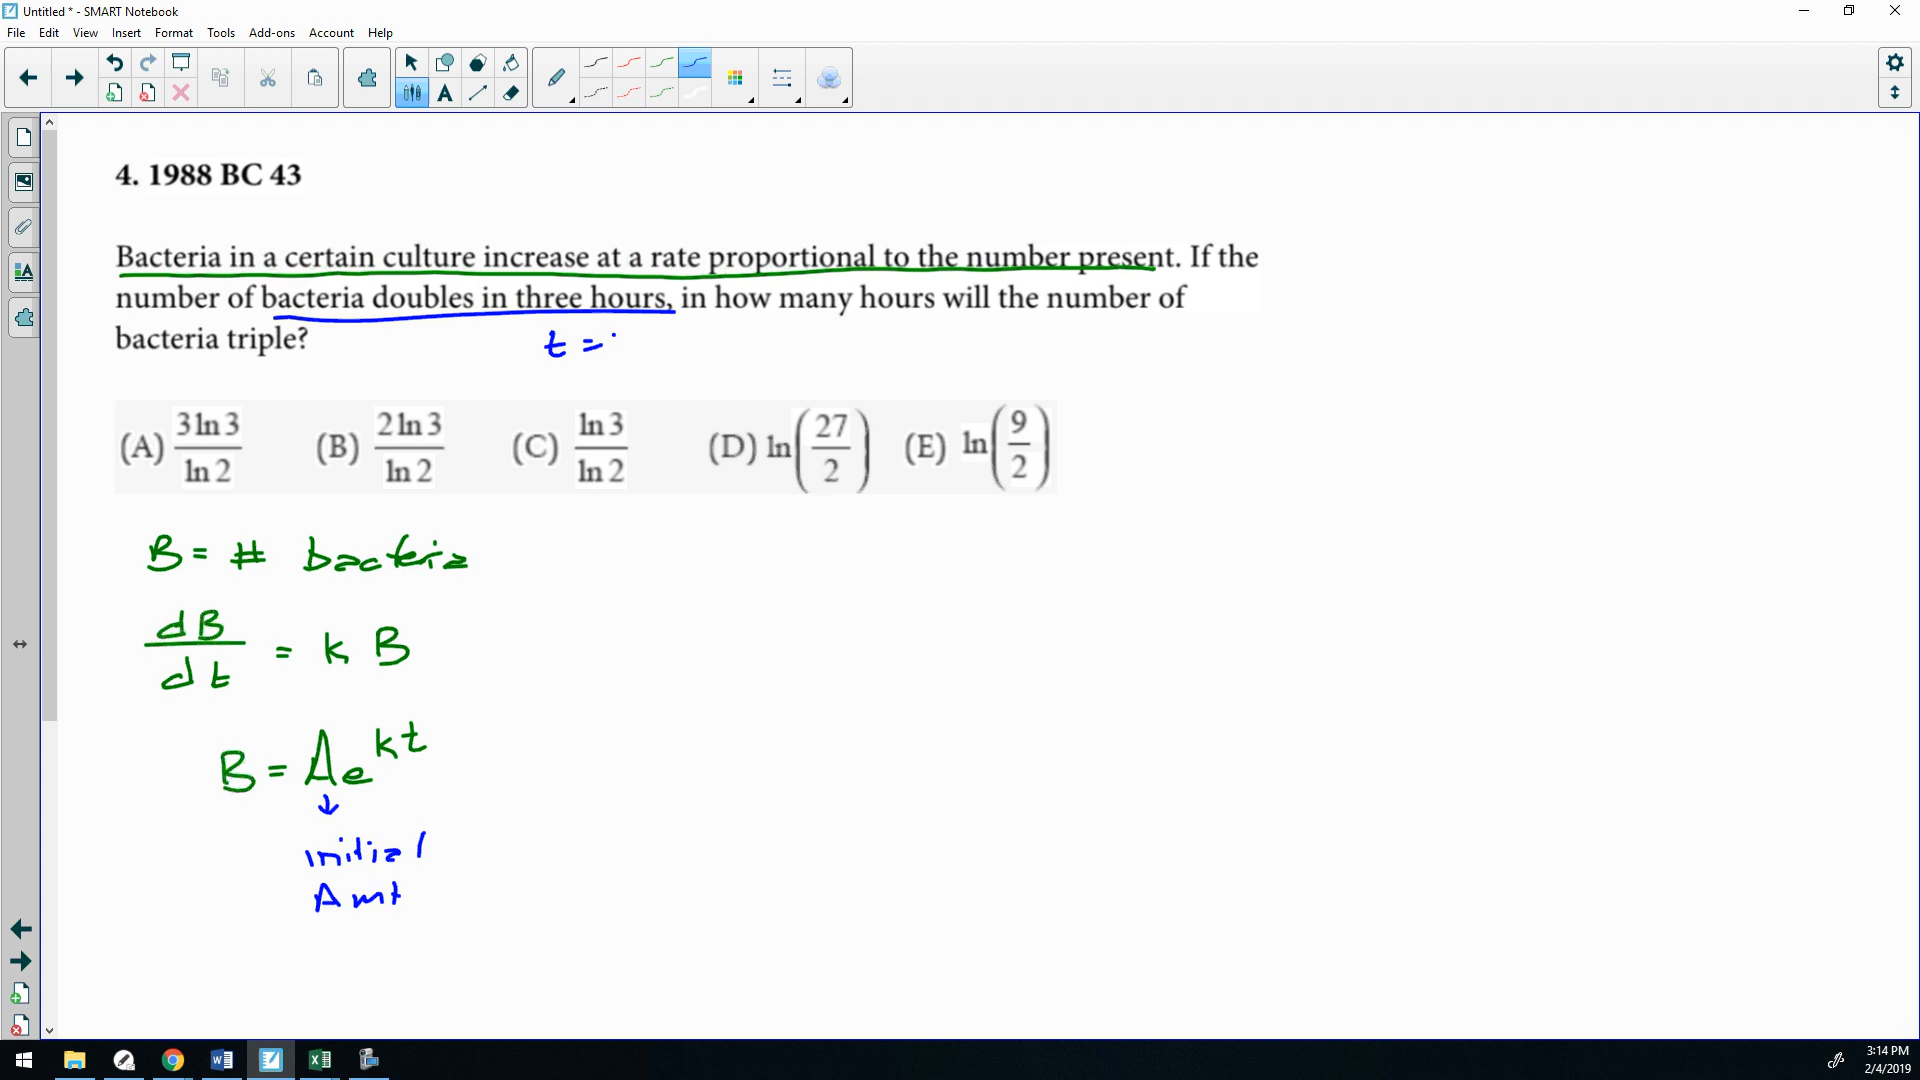 Untitled * - SMART Notebook
File Edit View Insert Format Tools Add-ons Account Help
4. 1988 BC 43
Bacteria in a certain culture increase at a rate proportional to the number present. If the
number of bacteria doubles in three hours, in how many hours will the number of
bacteria triple?
t =
(A) 3 ln 3 / ln 2 (B) 2 ln 3 / ln 2 (C) ln 3 / ln 2 (D) ln(27/2) (E) ln(9/2)
B = # bacteria
dB/dt = k B
B = Ae^kt
↓
initial
Amt
3:14 PM
2/4/2019